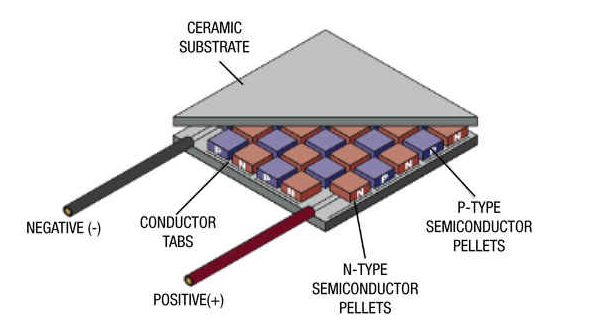 CERAMIC
SUBSTRATE
NEGATIVE (-)
CONDUCTOR
TABS
POSITIVE(+)
N-TYPE
SEMICONDUCTOR
PELLETS
P-TYPE
SEMICONDUCTOR
PELLETS
P
N
P
N
N
P
N
N